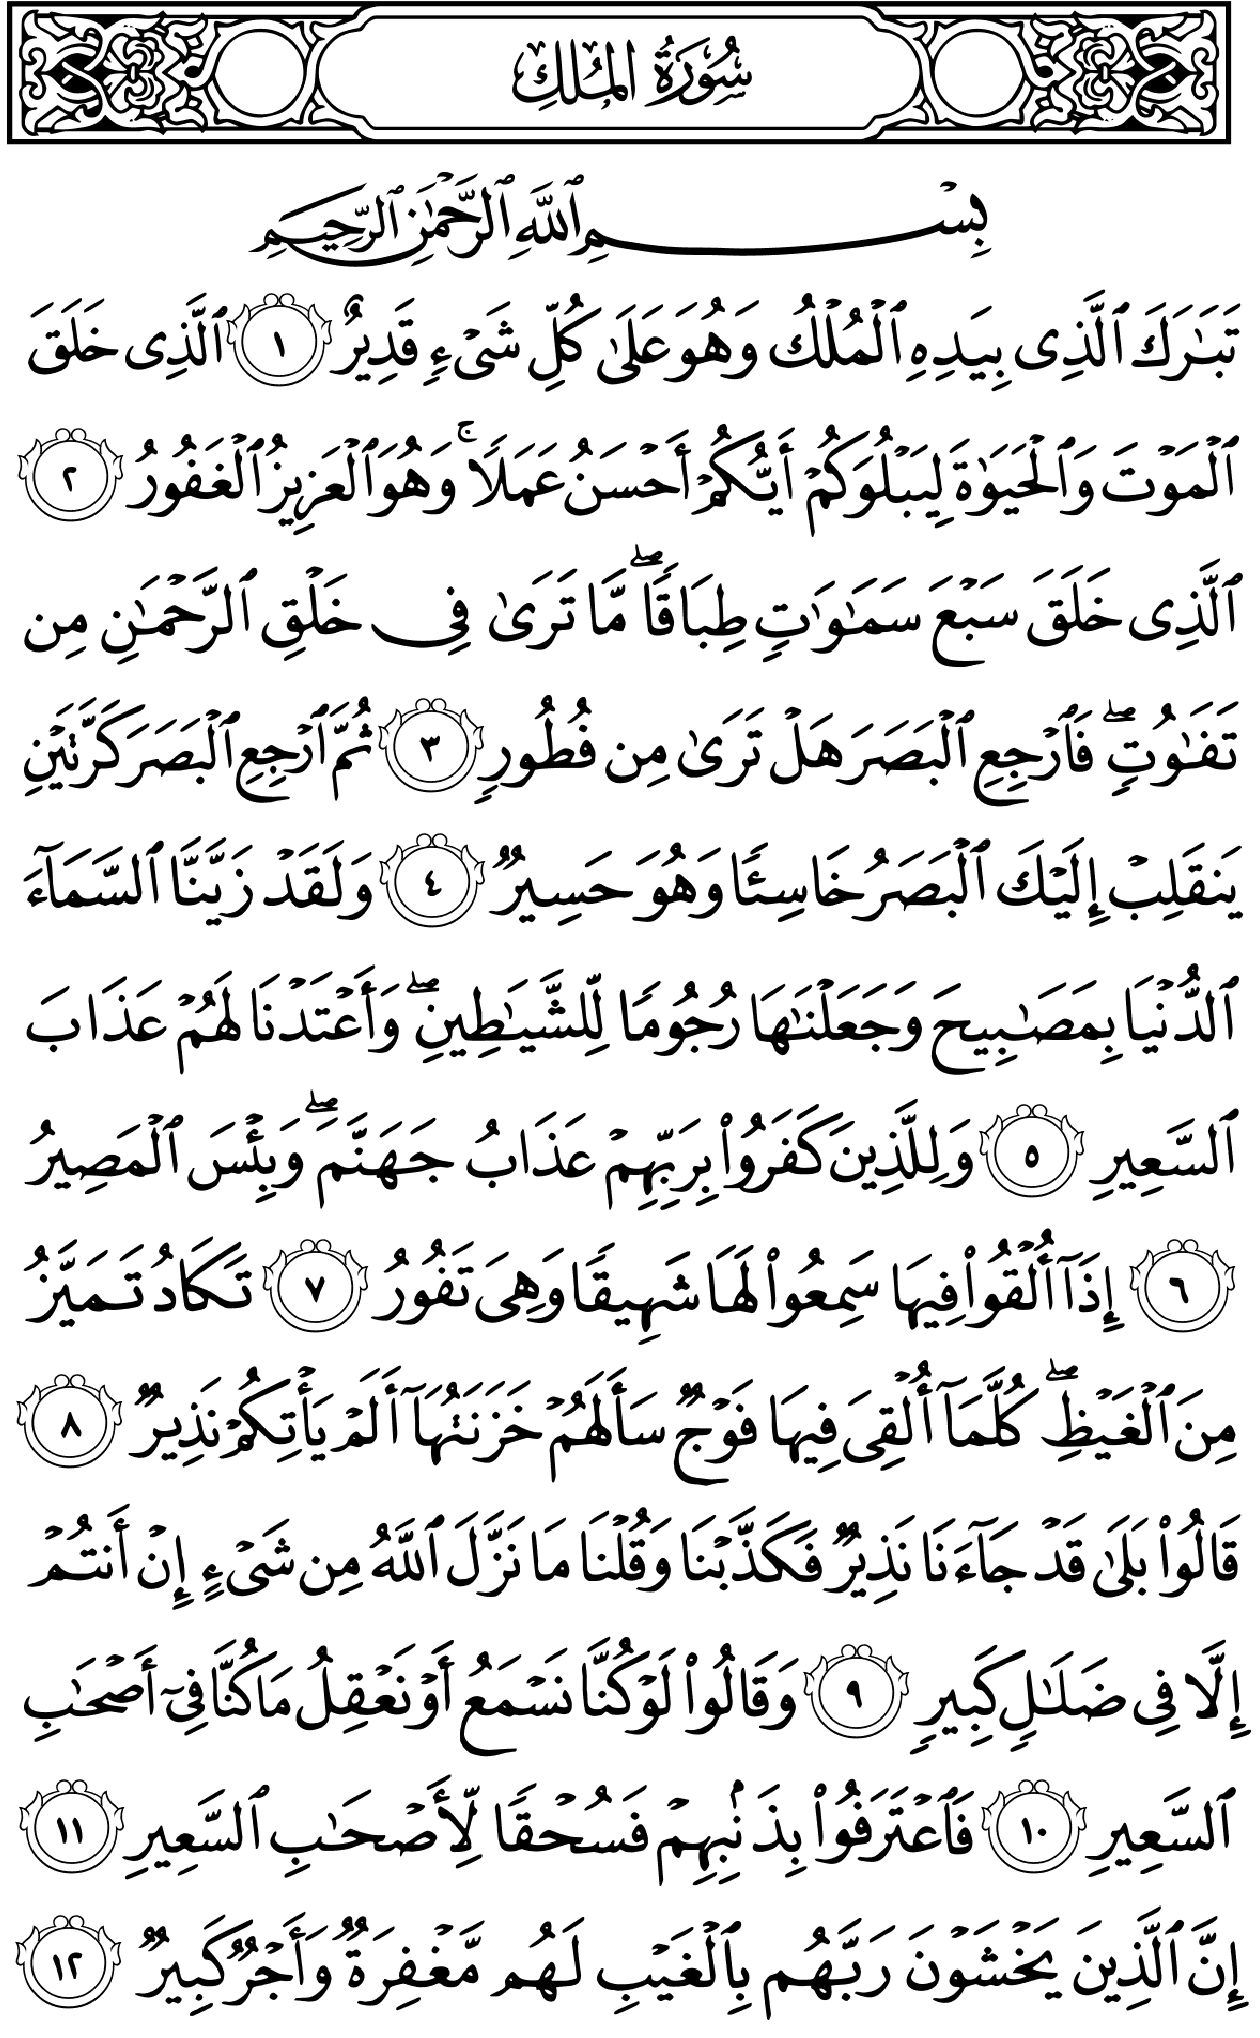 سُورَةُ الْمُلْكِ
بِسْمِ ٱللَّهِ ٱلرَّحْمَٰنِ ٱلرَّحِيمِ
تَبَٰرَكَ ٱلَّذِى بِيَدِهِ ٱلْمُلْكُ وَهُوَ عَلَىٰ كُلِّ شَىْءٍ قَدِيرٌ ١ ٱلَّذِى خَلَقَ
ٱلْمَوْتَ وَٱلْحَيَوٰةَ لِيَبْلُوَكُمْ أَيُّكُمْ أَحْسَنُ عَمَلًا ۚ وَهُوَ ٱلْعَزِيزُ ٱلْغَفُورُ ٢
ٱلَّذِى خَلَقَ سَبْعَ سَمَٰوَٰتٍ طِبَاقًا ۖ مَّا تَرَىٰ فِى خَلْقِ ٱلرَّحْمَٰنِ مِن
تَفَٰوُتٍ ۖ فَٱرْجِعِ ٱلْبَصَرَ هَلْ تَرَىٰ مِن فُطُورٍ ٣ ثُمَّ ٱرْجِعِ ٱلْبَصَرَ كَرَّتَيْنِ
يَنقَلِبْ إِلَيْكَ ٱلْبَصَرُ خَاسِئًا وَهُوَ حَسِيرٌ ٤ وَلَقَدْ زَيَّنَّا ٱلسَّمَآءَ
ٱلدُّنْيَا بِمَصَٰبِيحَ وَجَعَلْنَٰهَا رُجُومًا لِّلشَّيَٰطِينِ ۖ وَأَعْتَدْنَا لَهُمْ عَذَابَ
ٱلسَّعِيرِ ٥ وَلِلَّذِينَ كَفَرُوا۟ بِرَبِّهِمْ عَذَابُ جَهَنَّمَ ۖ وَبِئْسَ ٱلْمَصِيرُ
٦ إِذَآ أُلْقُوا۟ فِيهَا سَمِعُوا۟ لَهَا شَهِيقًا وَهِىَ تَفُورُ ٧ تَكَادُ تَمَيَّزُ
مِنَ ٱلْغَيْظِ ۖ كُلَّمَآ أُلْقِىَ فِيهَا فَوْجٌ سَأَلَهُمْ خَزَنَتُهَآ أَلَمْ يَأْتِكُمْ نَذِيرٌ ٨
قَالُوا۟ بَلَىٰ قَدْ جَآءَنَا نَذِيرٌ فَكَذَّبْنَا وَقُلْنَا مَا نَزَّلَ ٱللَّهُ مِن شَىْءٍ إِنْ أَنتُمْ
إِلَّا فِى ضَلَٰلٍ كَبِيرٍ ٩ وَقَالُوا۟ لَوْ كُنَّا نَسْمَعُ أَوْ نَعْقِلُ مَا كُنَّا فِىٓ أَصْحَٰبِ
ٱلسَّعِيرِ ١٠ فَٱعْتَرَفُوا۟ بِذَنۢبِهِمْ فَسُحْقًا لِّأَصْحَٰبِ ٱلسَّعِيرِ ١١
إِنَّ ٱلَّذِينَ يَخْشَوْنَ رَبَّهُم بِٱلْغَيْبِ لَهُم مَّغْفِرَةٌ وَأَجْرٌ كَبِيرٌ ١٢